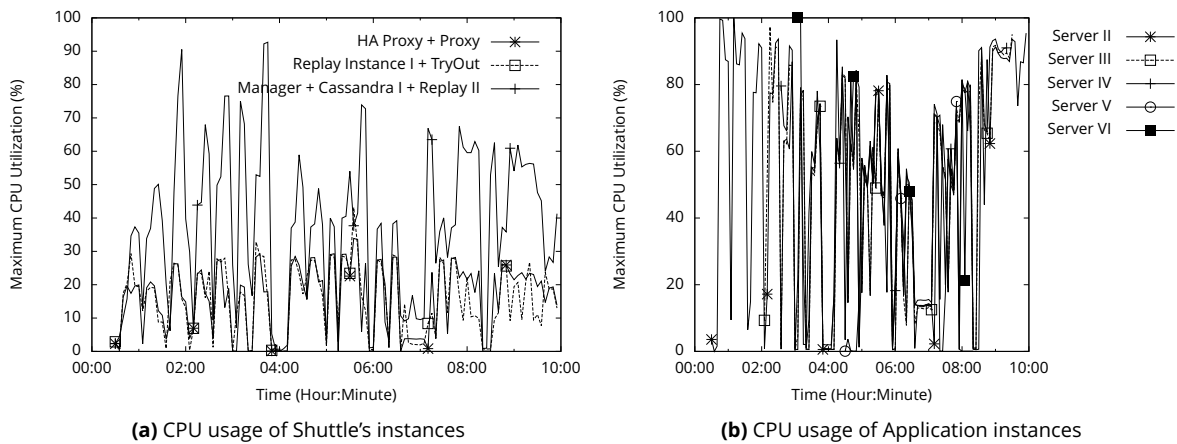 100
90
80
70
60
50
40
30
20
10
0
Maximum CPU Utilization (%)
HA Proxy + Proxy
Replay Instance I + TryOut
Manager + Cassandra I + Replay II
00:00 02:00 04:00 06:00 08:00 10:00
Time (Hour:Minute)
(a) CPU usage of Shuttle's instances
100
80
60
40
20
0
Maximum CPU Utilization (%)
Server II
Server III
Server IV
Server V
Server VI
00:00 02:00 04:00 06:00 08:00 10:00
Time (Hour:Minute)
(b) CPU usage of Application instances